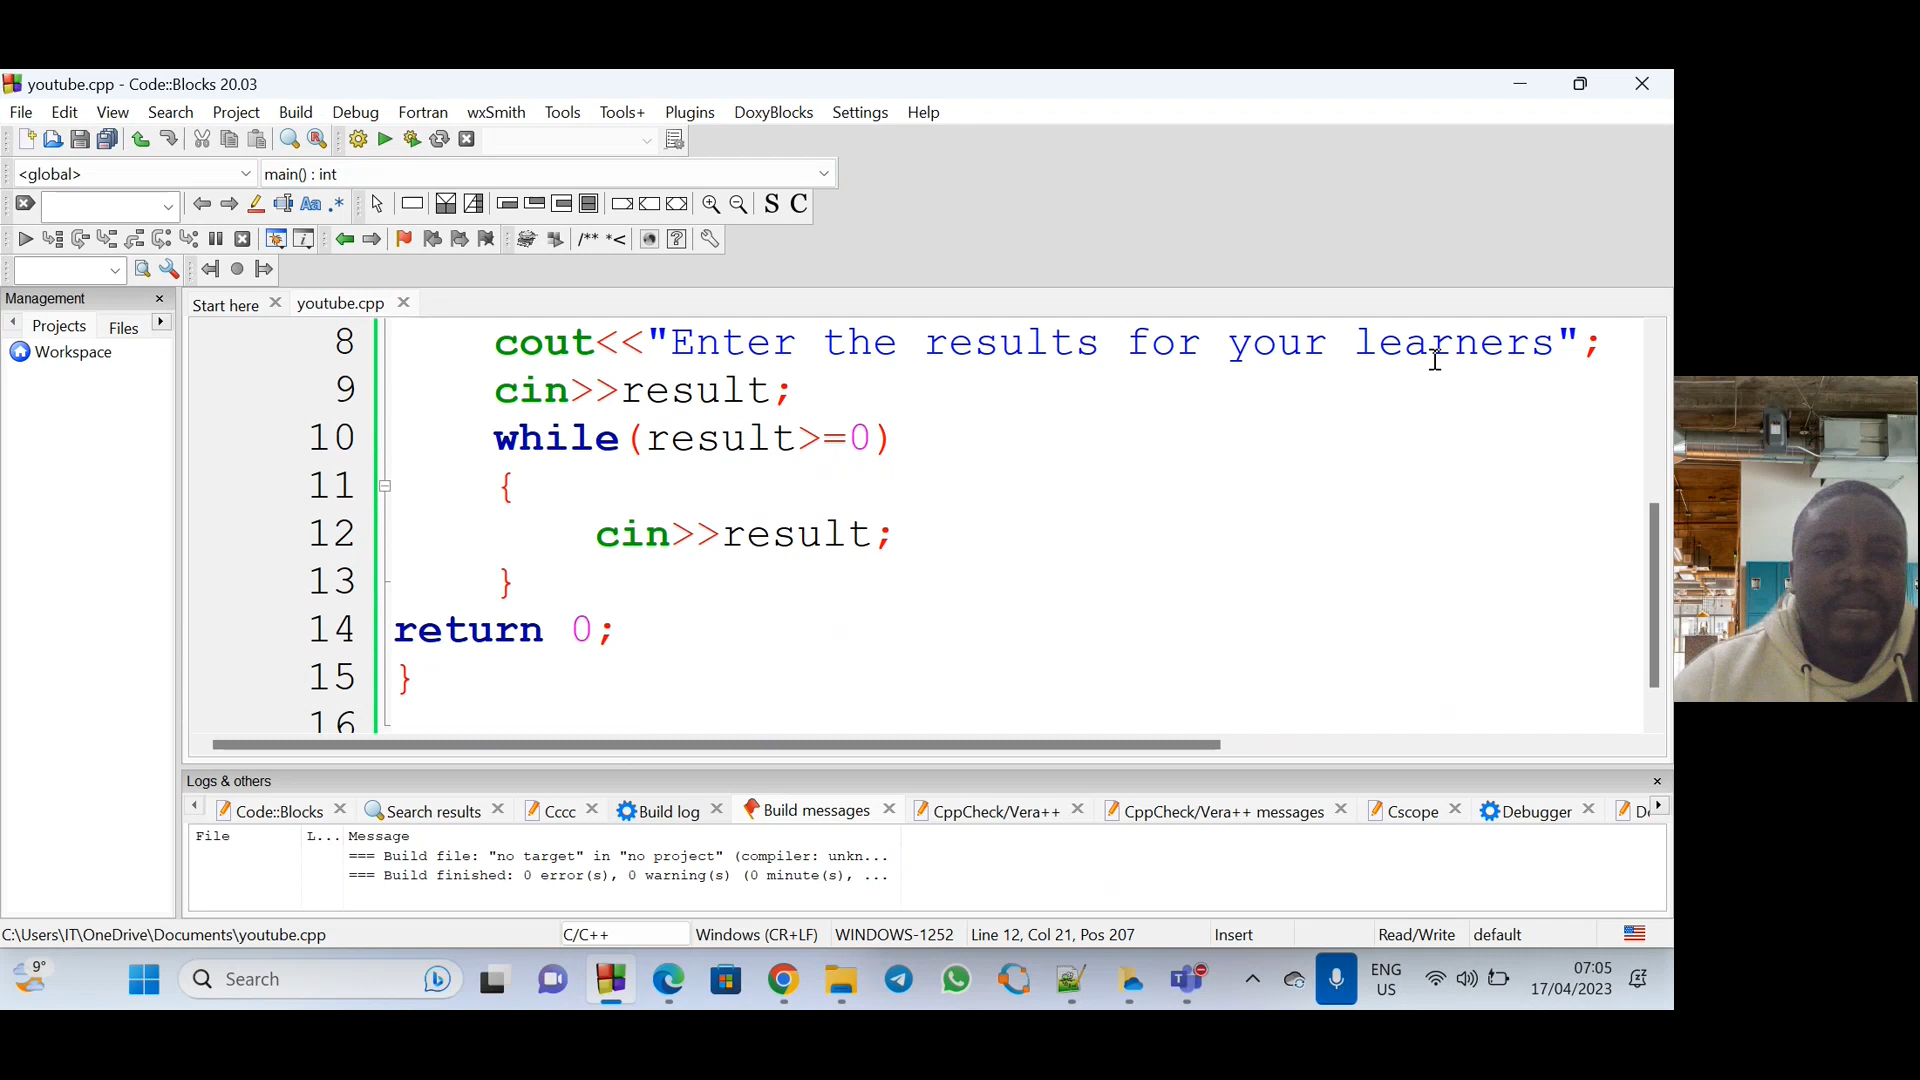 youtube.cpp - Code::Blocks 20.03
File Edit View Search Project Build Debug Fortran wxSmith Tools Tools+ Plugins DoxyBlocks Settings Help
<global> main() : int
Aa .* S C
/** *<
Management
Start here youtube.cpp
Projects Files
Workspace
8 cout<<"Enter the results for your learners";
9 cin>>result;
10 while(result>=0)
11 {
12 cin>>result;
13 }
14 return 0;
15 }
16
Logs & others
Code::Blocks Search results Cccc Build log Build messages CppCheck/Vera++ CppCheck/Vera++ messages Cscope Debugger
File L... Message
=== Build file: "no target" in "no project" (compiler: unkn...
=== Build finished: 0 error(s), 0 warning(s) (0 minute(s), ...
C:\Users\IT\OneDrive\Documents\youtube.cpp C/C++ Windows (CR+LF) WINDOWS-1252 Line 12, Col 21, Pos 207 Insert Read/Write default
9° Search ENG 07:05
US 17/04/2023